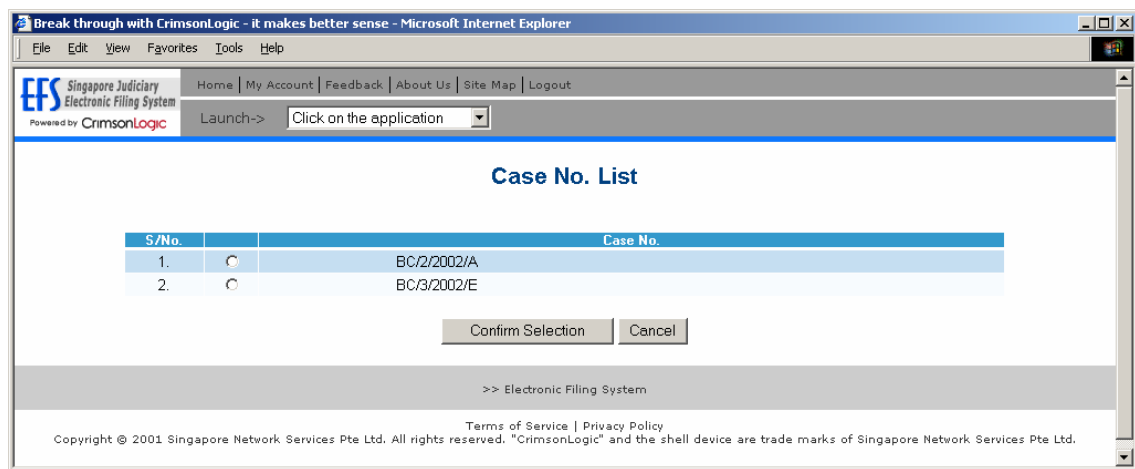 Break through with CrimsonLogic - it makes better sense - Microsoft Internet Explorer
File Edit View Favorites Tools Help
EFS Singapore Judiciary Electronic Filing System
Powered by CrimsonLogic
Home | My Account | Feedback | About Us | Site Map | Logout
Launch-> Click on the application
Case No. List
S/No. Case No.
1. BC/2/2002/A
2. BC/3/2002/E
Confirm Selection Cancel
>> Electronic Filing System
Terms of Service | Privacy Policy
Copyright @ 2001 Singapore Network Services Pte Ltd. All rights reserved. "CrimsonLogic" and the shell device are trade marks of Singapore Network Services Pte Ltd.